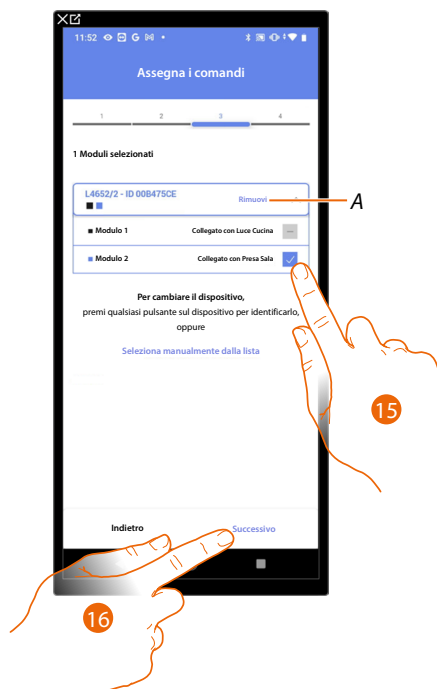 11:52 G
Assegna i comandi
1 2 3 4
1 Moduli selezionati
L4652/2 - ID 00B475CE
Rimuovi
A
Modulo 1 Collegato con Luce Cucina
Modulo 2 Collegato con Presa Sala
Per cambiare il dispositivo,
premi qualsiasi pulsante sul dispositivo per identificarlo,
oppure
Seleziona manualmente dalla lista
15
Indietro Successivo
16